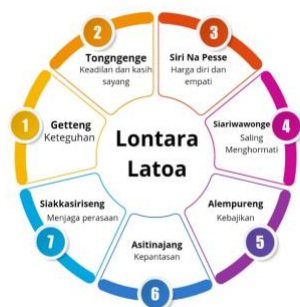 Lontara
Latoa
1
Getteng
Keteguhan
2
Tongngenge
Keadilan dan kasih
sayang
3
Siri Na Pesse
Harga diri dan
empati
4
Siariwawonge
Saling
Menghormati
5
Alempureng
Kebajikan
6
Asitinajang
Kepantasan
7
Siakkasiriseng
Menjaga perasaan